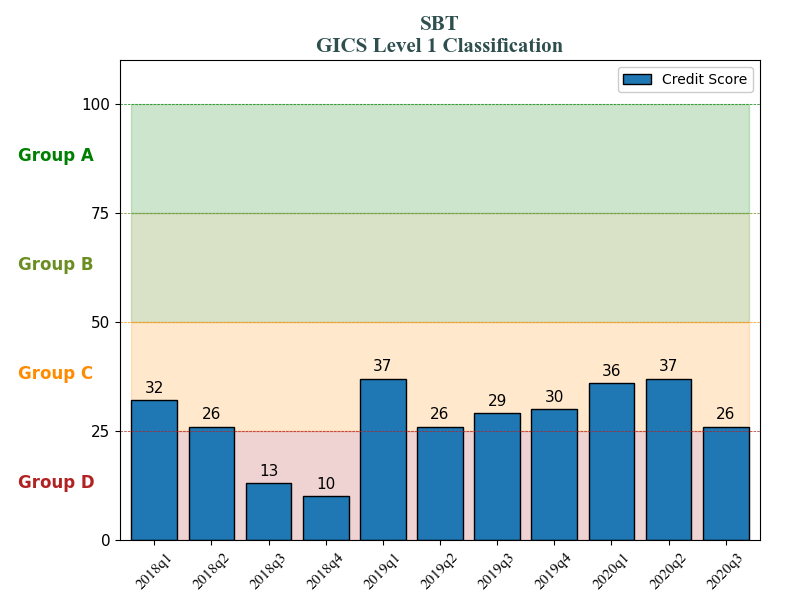 SBT
GICS Level 1 Classification
Credit Score
100
Group A
75
Group B
50
Group C
25
Group D
0
32
26
13
10
37
26
29
30
36
37
26
2018q1
2018q2
2018q3
2018q4
2019q1
2019q2
2019q3
2019q4
2020q1
2020q2
2020q3